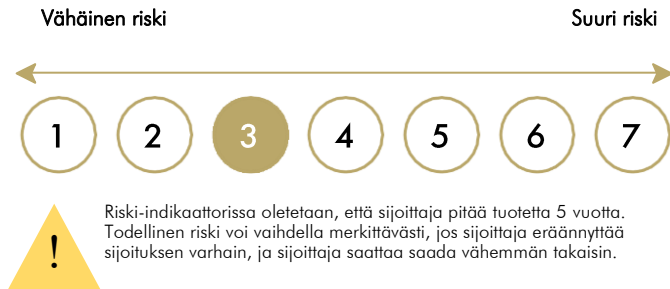 Vähäinen riski Suuri riski
1 2 3 4 5 6 7
! Riski-indikaattorissa oletetaan, että sijoittaja pitää tuotetta 5 vuotta.
Todellinen riski voi vaihdella merkittävästi, jos sijoittaja eräännyttää
sijoituksen varhain, ja sijoittaja saattaa saada vähemmän takaisin.